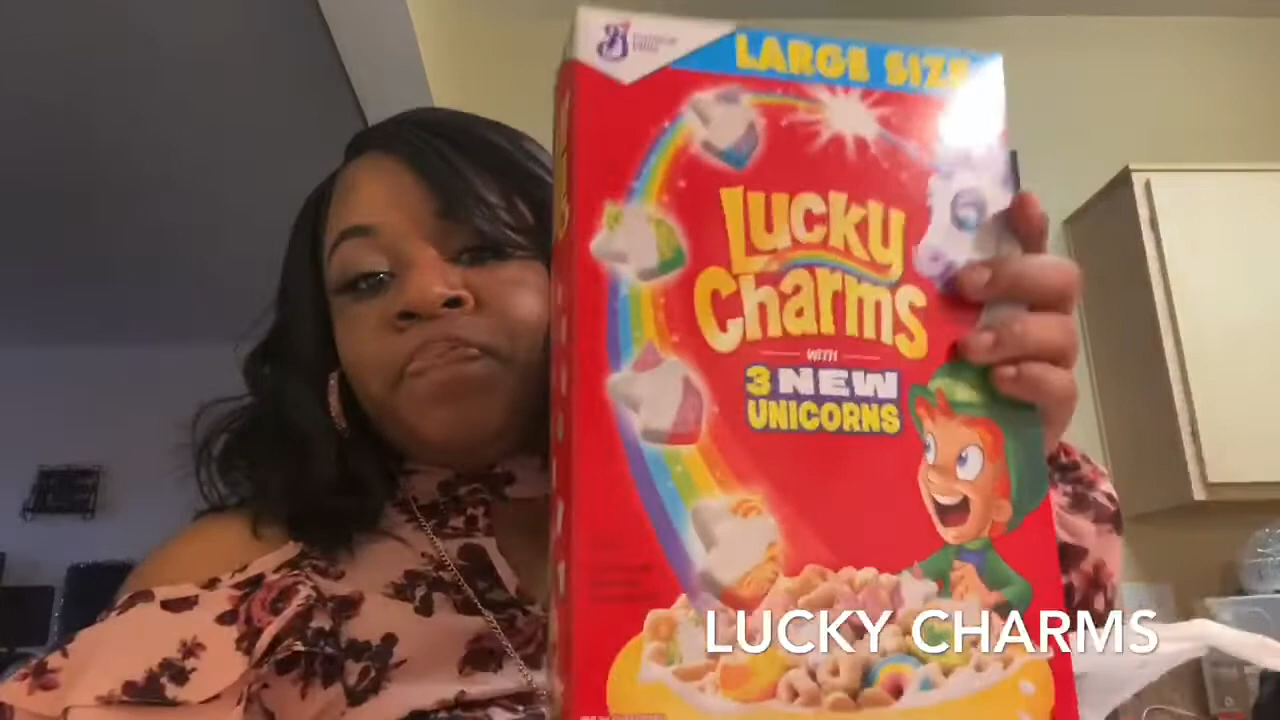 LARGE SIZE
Lucky
Charms
WITH
3 NEW
UNICORNS
LUCKY CHARMS